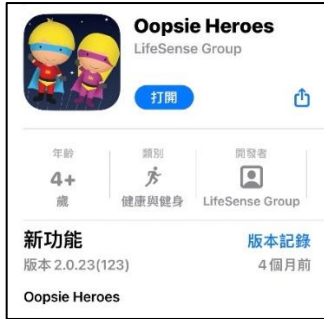 Oopsie Heroes
LifeSense Group
打開
年齡
4+
歲
類別
健康與健身
開發者
LifeSense Group
新功能
版本記錄
版本 2.0.23(123)
4 個月前
Oopsie Heroes